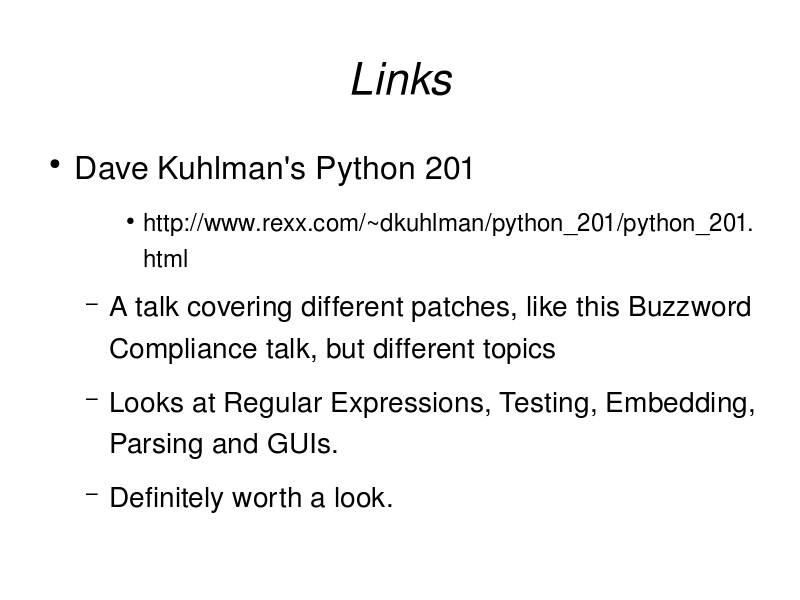 Links
• Dave Kuhlman's Python 201
• http://www.rexx.com/~dkuhlman/python_201/python_201.
html
– A talk covering different patches, like this Buzzword
Compliance talk, but different topics
– Looks at Regular Expressions, Testing, Embedding,
Parsing and GUIs.
– Definitely worth a look.